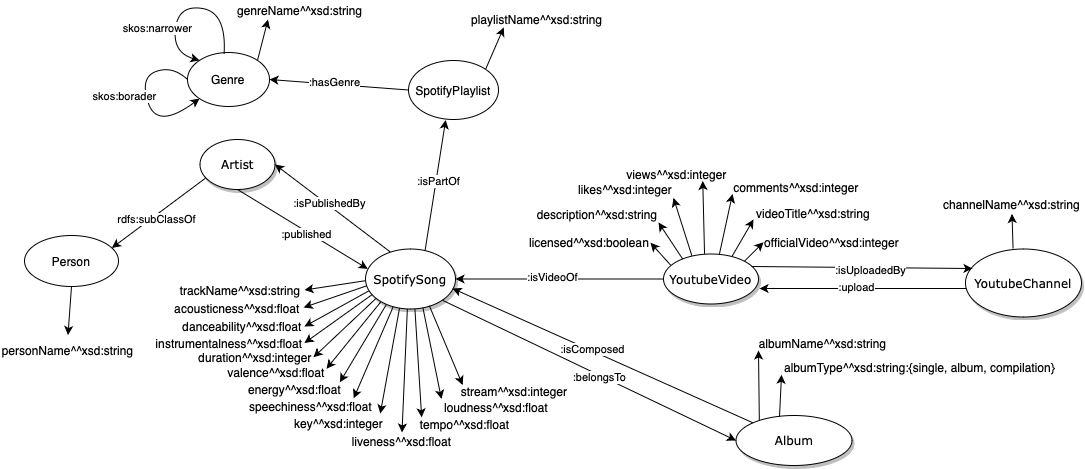 genreName^^xsd:string
playlistName^^xsd:string
skos:narrower
Genre
:hasGenre
SpotifyPlaylist
skos:borader
Artist
:isPartOf
views^^xsd:integer
likes^^xsd:integer
comments^^xsd:integer
:isPublishedBy
channelName^^xsd:string
description^^xsd:string
videoTitle^^xsd:string
rdfs:subClassOf
:published
licensed^^xsd:boolean
officialVideo^^xsd:integer
Person
:isUploadedBy
SpotifySong
:isVideoOf
YoutubeVideo
YoutubeChannel
:upload
trackName^^xsd:string
acousticness^^xsd:float
danceability^^xsd:float
instrumentalness^^xsd:float
duration^^xsd:integer
valence^^xsd:float
energy^^xsd:float
speechiness^^xsd:float
key^^xsd:integer
liveness^^xsd:float
tempo^^xsd:float
loudness^^xsd:float
stream^^xsd:integer
personName^^xsd:string
:isComposed
:belongsTo
albumName^^xsd:string
albumType^^xsd:string:{single, album, compilation}
Album